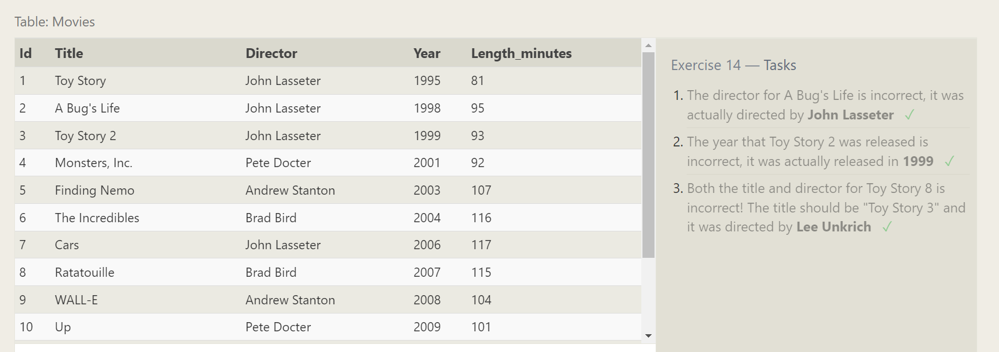 Table: Movies
Id Title Director Year Length_minutes
1 Toy Story John Lasseter 1995 81
2 A Bug's Life John Lasseter 1998 95
3 Toy Story 2 John Lasseter 1999 93
4 Monsters, Inc. Pete Docter 2001 92
5 Finding Nemo Andrew Stanton 2003 107
6 The Incredibles Brad Bird 2004 116
7 Cars John Lasseter 2006 117
8 Ratatouille Brad Bird 2007 115
9 WALL-E Andrew Stanton 2008 104
10 Up Pete Docter 2009 101
Exercise 14 — Tasks
1. The director for A Bug's Life is incorrect, it was
actually directed by John Lasseter ✓
2. The year that Toy Story 2 was released is
incorrect, it was actually released in 1999 ✓
3. Both the title and director for Toy Story 8 is
incorrect! The title should be "Toy Story 3" and
it was directed by Lee Unkrich ✓